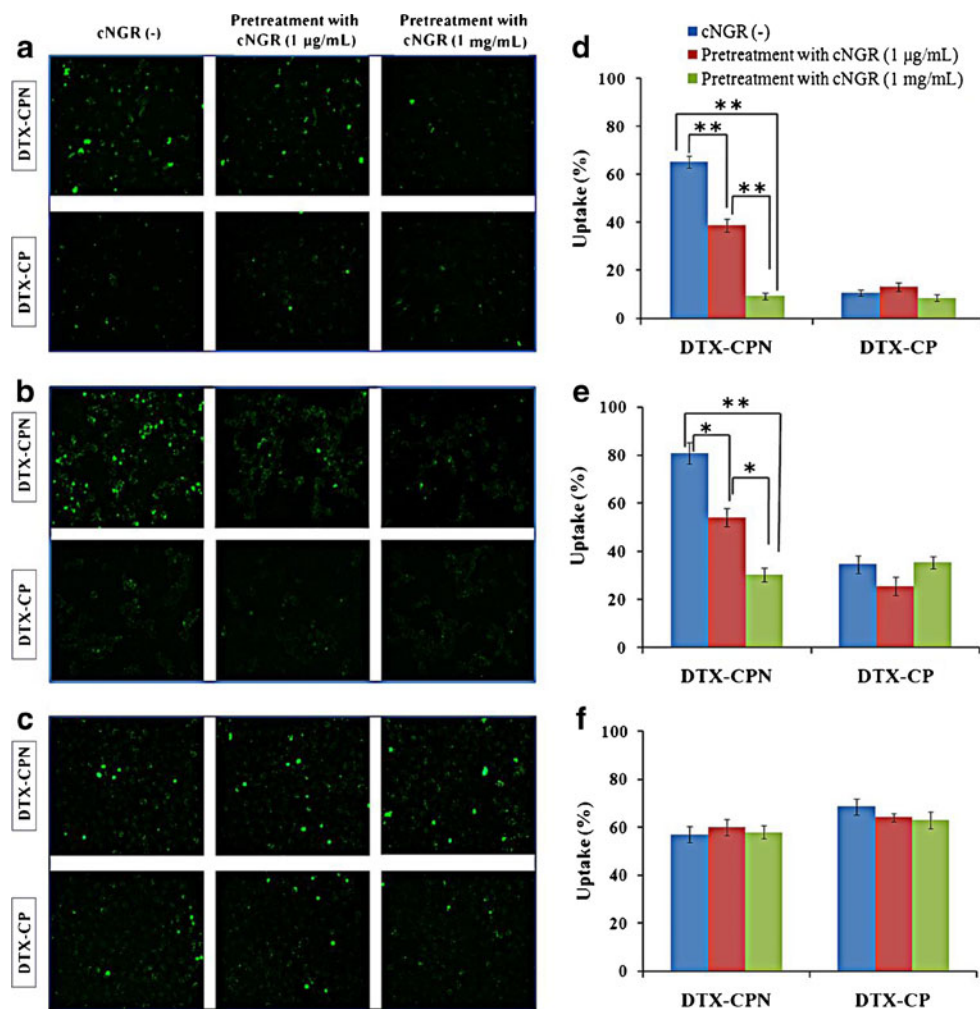 cNGR (-)
Pretreatment with
cNGR (1 µg/mL)
Pretreatment with
cNGR (1 mg/mL)
a
DTX-CPN
DTX-CP
b
DTX-CPN
DTX-CP
c
DTX-CPN
DTX-CP
d
cNGR (-)
Pretreatment with cNGR (1 µg/mL)
Pretreatment with cNGR (1 mg/mL)
Uptake (%)
100
80
60
40
20
0
**
**
**
DTX-CPN
DTX-CP
e
Uptake (%)
100
80
60
40
20
0
**
*
*
DTX-CPN
DTX-CP
f
Uptake (%)
100
80
60
40
20
0
DTX-CPN
DTX-CP